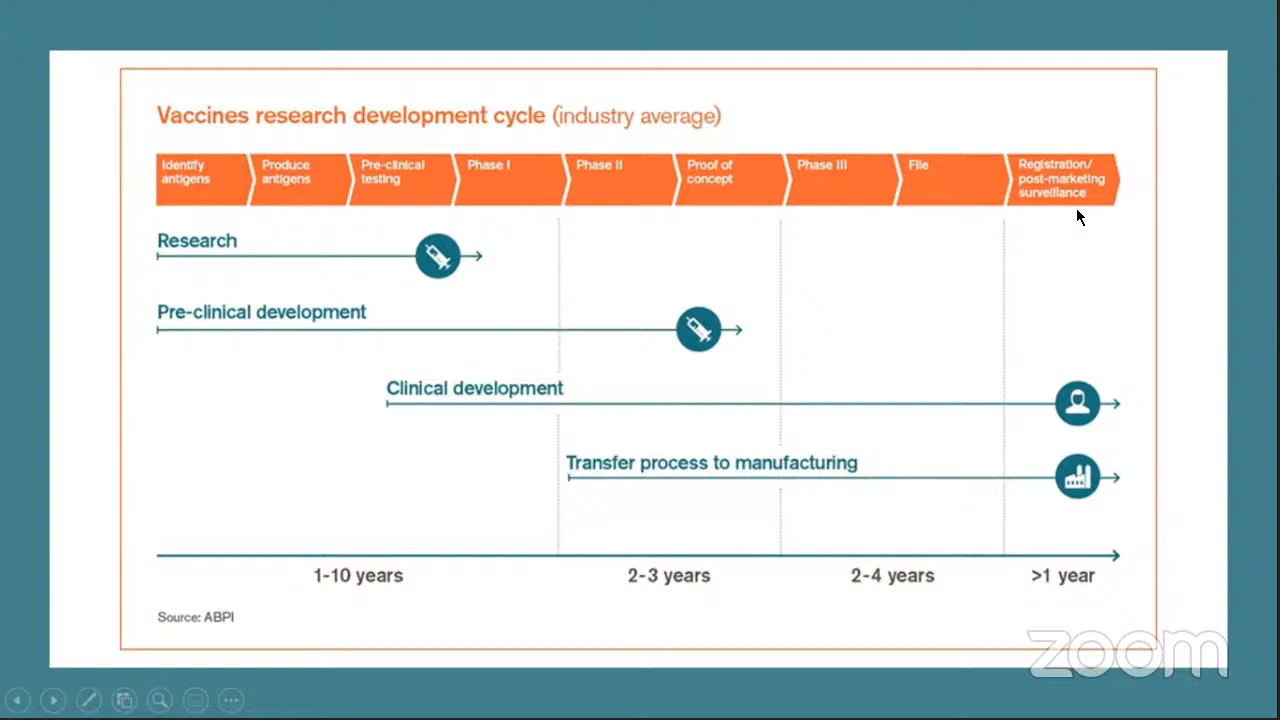 Vaccines research development cycle (industry average)
Identify
antigens
Produce
antigens
Pre-clinical
testing
Phase I
Phase II
Proof of
concept
Phase III
File
Registration/
post-marketing
surveillance
Research
Pre-clinical development
Clinical development
Transfer process to manufacturing
1-10 years
2-3 years
2-4 years
>1 year
Source: ABPI
zoom